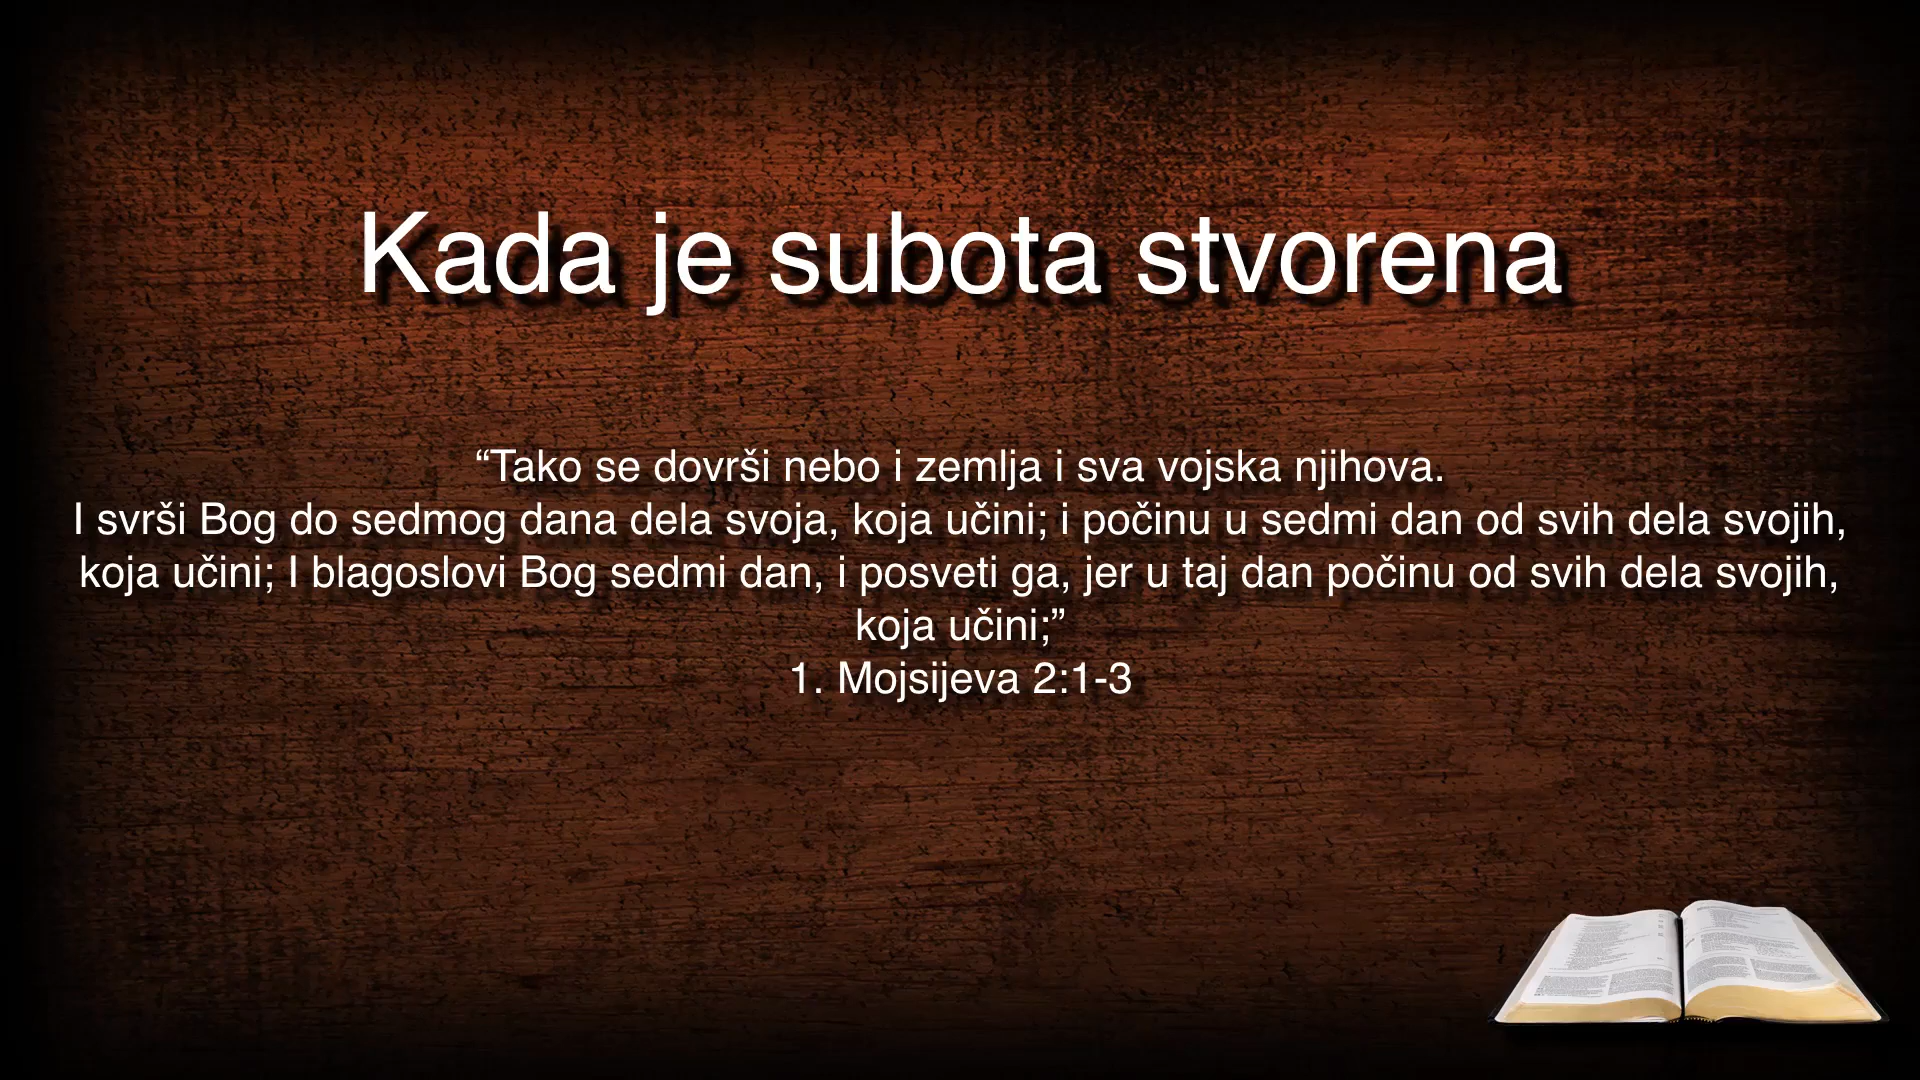 Kada je subota stvorena
“Tako se dovrši nebo i zemlja i sva vojska njihova.
I svrši Bog do sedmog dana dela svoja, koja učini; i počinu u sedmi dan od svih dela svojih,
koja učini; I blagoslovi Bog sedmi dan, i posveti ga, jer u taj dan počinu od svih dela svojih,
koja učini;”
1. Mojsijeva 2:1-3